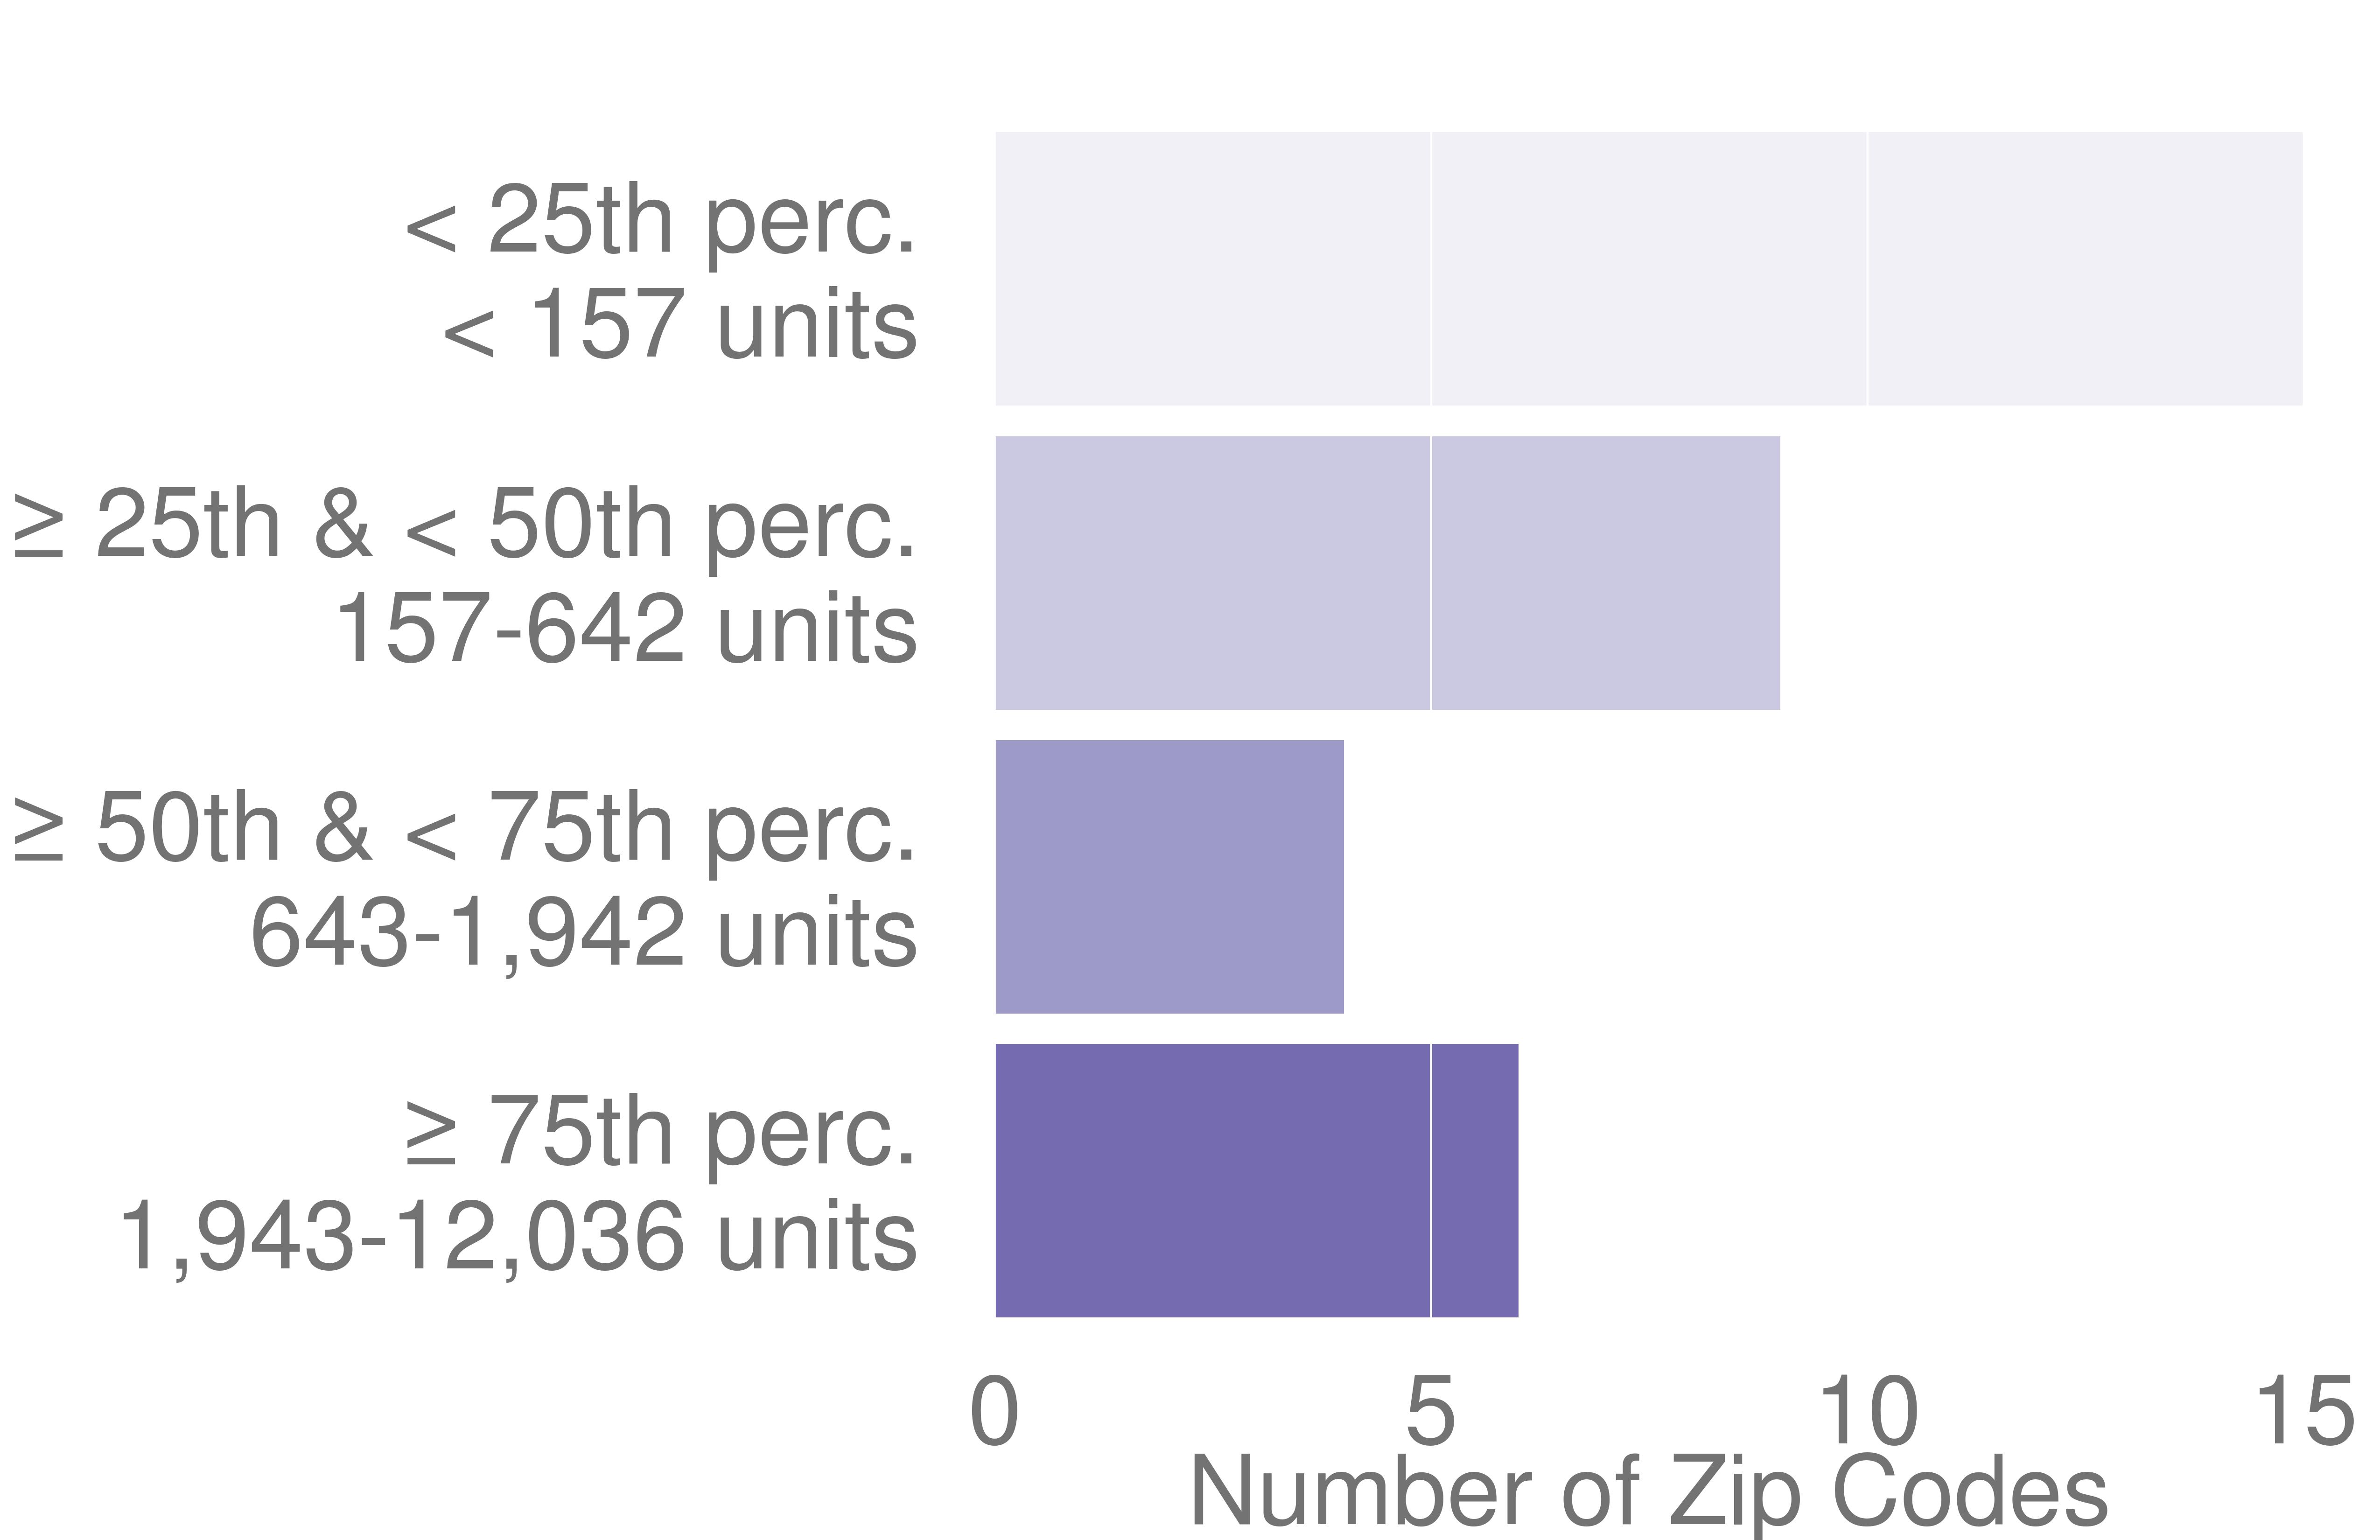 < 25th perc.
< 157 units
≥ 25th & < 50th perc.
157-642 units
≥ 50th & < 75th perc.
643-1,942 units
≥ 75th perc.
1,943-12,036 units
0 5 10 15
Number of Zip Codes